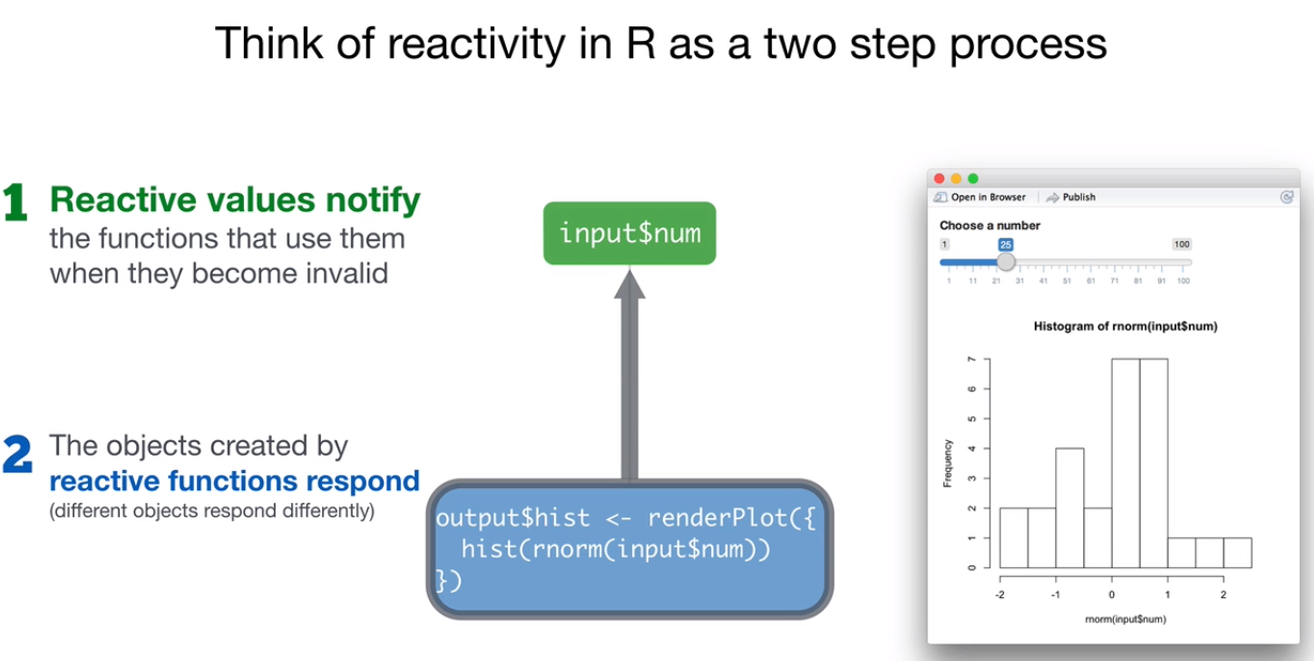 Think of reactivity in R as a two step process
1 Reactive values notify
the functions that use them
when they become invalid
2 The objects created by
reactive functions respond
(different objects respond differently)
input$num
output$hist <- renderPlot({
hist(rnorm(input$num))
})
Open in Browser Publish
Choose a number
1 25 100
1 11 21 31 41 51 61 71 81 91 100
Histogram of rnorm(input$num)
Frequency
7
6
5
4
3
2
1
0
-2 -1 0 1 2
rnorm(input$num)